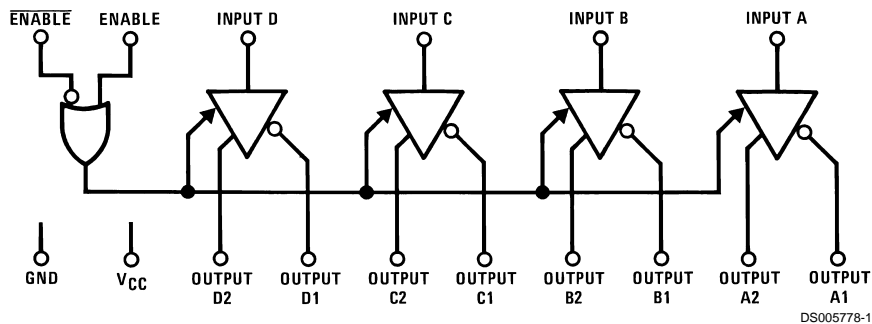 ENABLE ENABLE INPUT D INPUT C INPUT B INPUT A
GND VCC OUTPUT D2 OUTPUT D1 OUTPUT C2 OUTPUT C1 OUTPUT B2 OUTPUT B1 OUTPUT A2 OUTPUT A1
DS005778-1